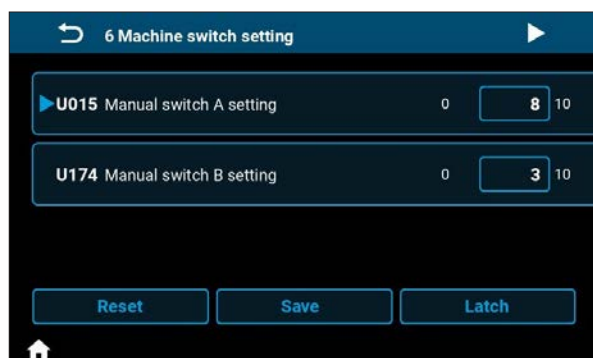 6 Machine switch setting
U015 Manual switch A setting 0 8 10
U174 Manual switch B setting 0 3 10
Reset Save Latch